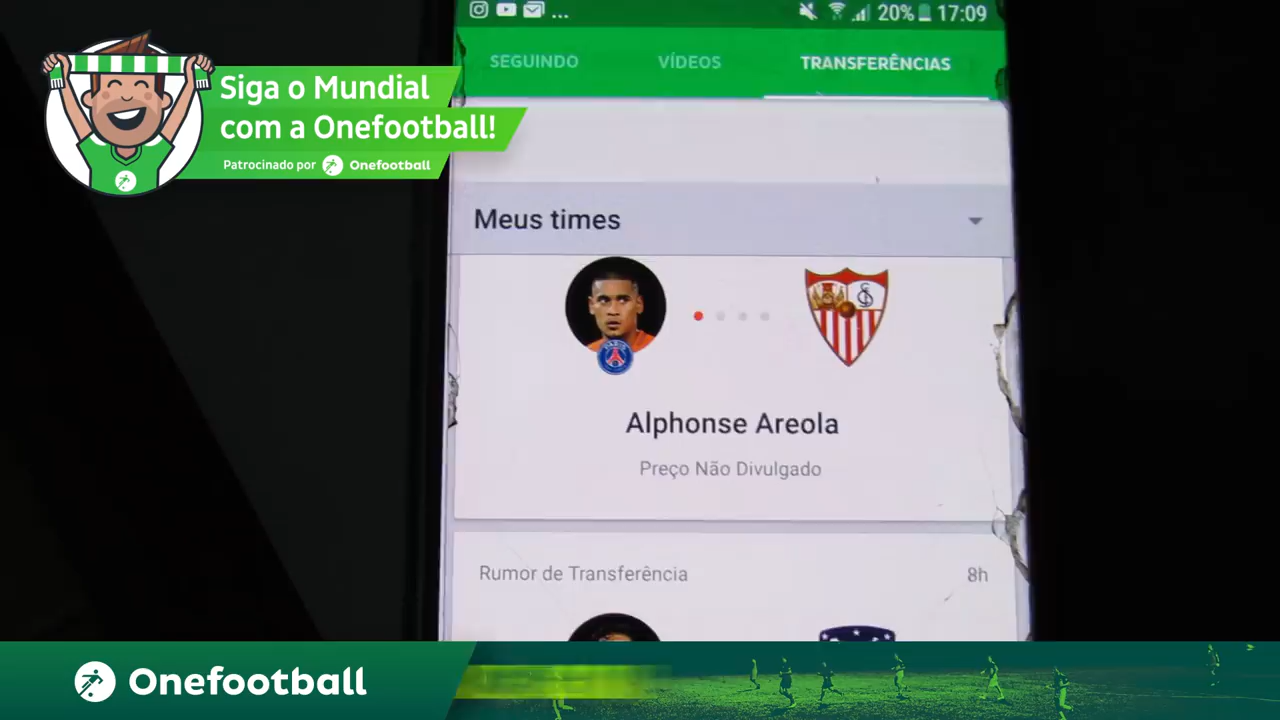 20% 17:09
SEGUINDO VÍDEOS TRANSFERÊNCIAS
Siga o Mundial
com a Onefootball!
Patrocinado por Onefootball
Meus times
PARIS
Alphonse Areola
Preço Não Divulgado
Rumor de Transferência 8h
Onefootball